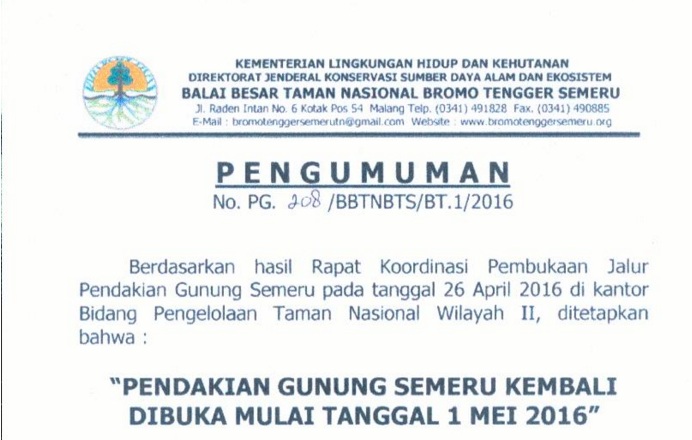 KEMENTERIAN LINGKUNGAN HIDUP DAN KEHUTANAN
DIREKTORAT JENDERAL KONSERVASI SUMBER DAYA ALAM DAN EKOSISTEM
BALAI BESAR TAMAN NASIONAL BROMO TENGGER SEMERU
Jl. Raden Intan No. 6 Kotak Pos 54 Malang Telp. (0341) 491828 Fax. (0341) 490885
E-Mail : bromotenggersemerutn@gmail.com Website : www.bromotenggersemeru.org
PENGUMUMAN
No. PG. 208/BBTNBTS/BT.1/2016
Berdasarkan hasil Rapat Koordinasi Pembukaan Jalur
Pendakian Gunung Semeru pada tanggal 26 April 2016 di kantor
Bidang Pengelolaan Taman Nasional Wilayah II, ditetapkan
bahwa :
"PENDAKIAN GUNUNG SEMERU KEMBALI
DIBUKA MULAI TANGGAL 1 MEI 2016"